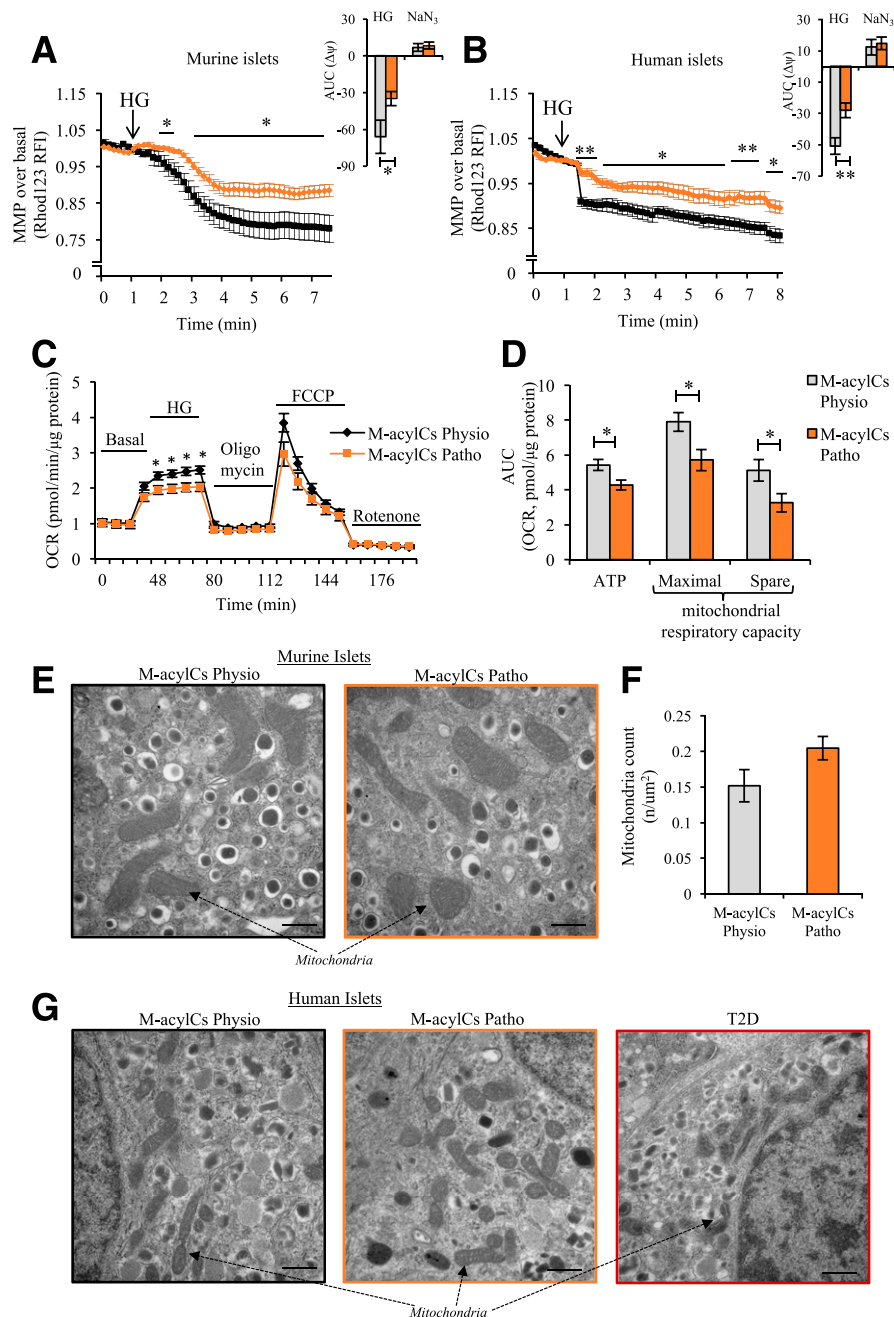 A
Murine islets
MMP over basal
(Rhod123 RFI)
1.15
1.05
0.95
0.85
0.75
0
HG
*
*
0 1 2 3 4 5 6 7
Time (min)
HG NaN3
AUC (Δψ)
30
0
-30
-60
-90
*
B
Human islets
MMP over basal
(Rhod123 RFI)
1.15
1.05
0.95
0.85
0
HG
**
*
**
*
0 1 2 3 4 5 6 7 8
Time (min)
HG NaN3
AUC (Δψ)
30
10
-10
-30
-50
-70
**
C
OCR (pmol/min/µg protein)
5
4
3
2
1
0
Basal
HG
* * * *
Oligo
mycin
FCCP
Rotenone
M-acylCs Physio
M-acylCs Patho
0 48 80 112 144 176
Time (min)
D
AUC
(OCR, pmol/µg protein)
10
8
6
4
2
0
*
*
*
ATP Maximal Spare
mitochondrial
respiratory capacity
M-acylCs
Physio
M-acylCs
Patho
E
Murine Islets
M-acylCs Physio
M-acylCs Patho
Mitochondria
F
Mitochondria count
(n/um²)
0.25
0.2
0.15
0.1
0.05
0
M-acylCs
Physio
M-acylCs
Patho
G
Human Islets
M-acylCs Physio
M-acylCs Patho
T2D
Mitochondria